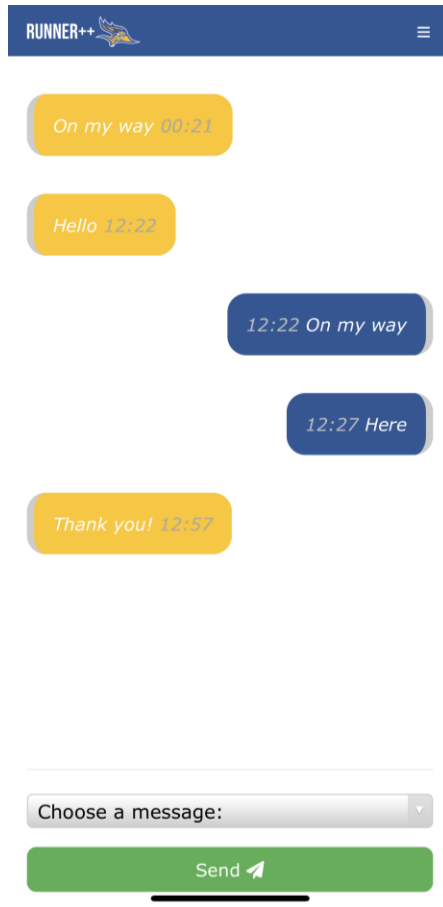 RUNNER++
On my way 00:21
Hello 12:22
12:22 On my way
12:27 Here
Thank you! 12:57
Choose a message:
Send